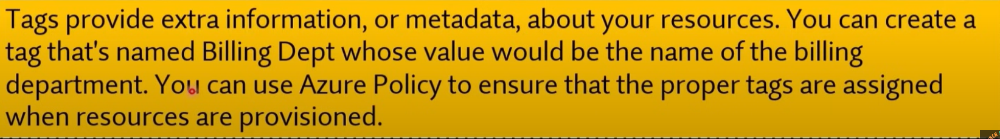 Tags provide extra information, or metadata, about your resources. You can create a
tag that's named Billing Dept whose value would be the name of the billing
department. You can use Azure Policy to ensure that the proper tags are assigned
when resources are provisioned.